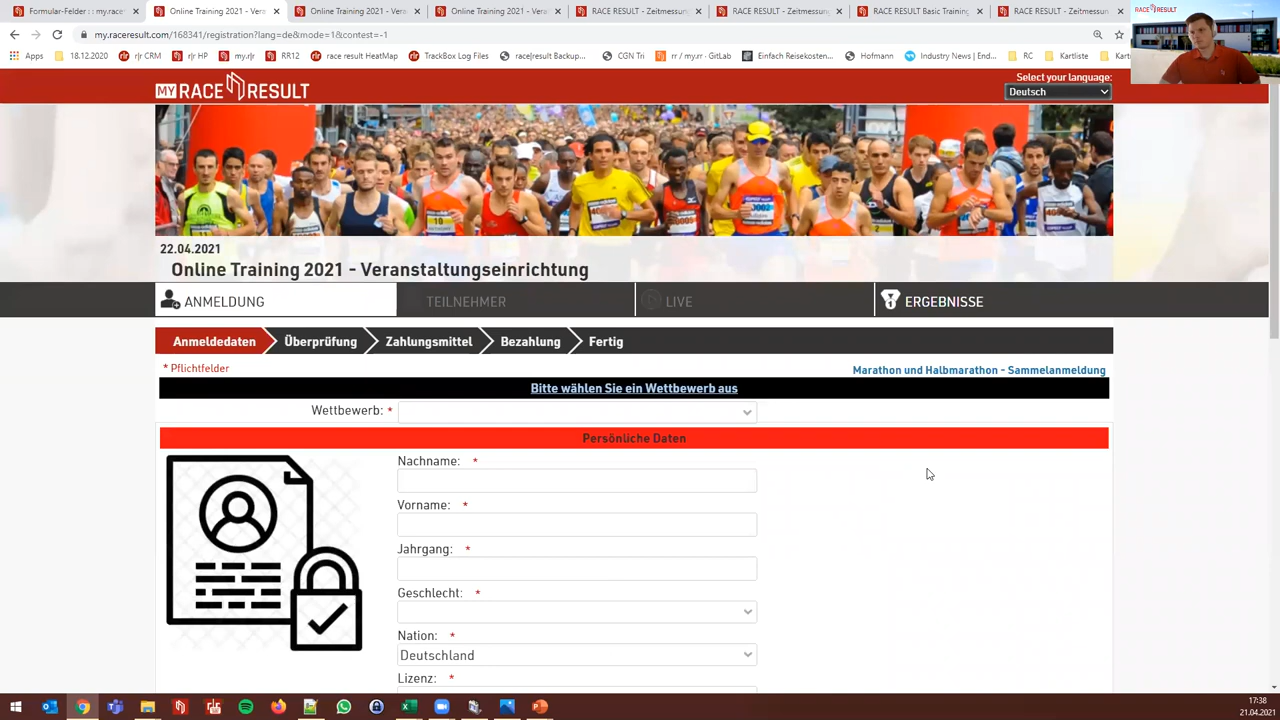 Formular-Felder : : my.race
Online Training 2021 - Vera
Online Training 2021 - Vera
Online Training 2021 - Vera
RACE RESULT - Zeitmessung
RACE RESULT - Zeitmessung
RACE RESULT Basic Training
RACE RESULT - Zeitmessun
RACE RESULT
my.raceresult.com/168341/registration?lang=de&mode=1&contest=-1
Apps
18.12.2020
r|r CRM
r|r HP
my.r|r
RR12
race result HeatMap
TrackBox Log Files
race|result Backup...
CGN Tri
rr / my.rr · GitLab
Einfach Reisekosten...
Hofmann
Industry News | End...
RC
Kartliste
Kart
MY RACE RESULT
Select your language:
Deutsch
22.04.2021
Online Training 2021 - Veranstaltungseinrichtung
ANMELDUNG
TEILNEHMER
LIVE
ERGEBNISSE
Anmeldedaten
Überprüfung
Zahlungsmittel
Bezahlung
Fertig
* Pflichtfelder
Marathon und Halbmarathon - Sammelanmeldung
Bitte wählen Sie ein Wettbewerb aus
Wettbewerb: *
Persönliche Daten
Nachname: *
Vorname: *
Jahrgang: *
Geschlecht: *
Nation: *
Deutschland
Lizenz: *
17:38
21.04.2021